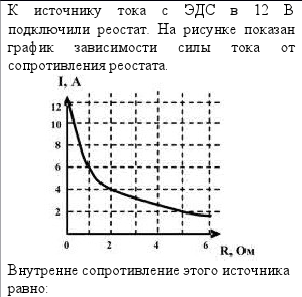 К источнику тока с ЭДС в 12 В
подключили реостат. На рисунке показан
график зависимости силы тока от
сопротивления реостата.
I, A
12
10
8
6
4
2
0 2 4 6 R, Ом
Внутренне сопротивление этого источника
равно: